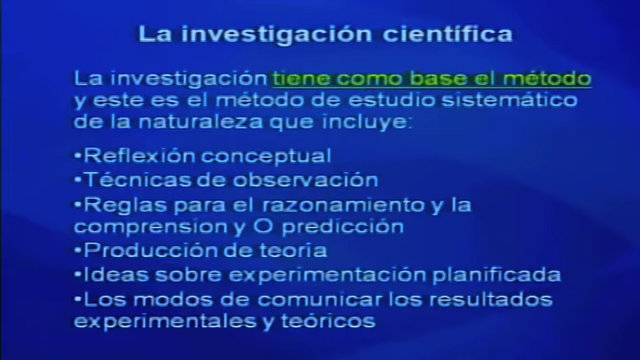 La investigación científica
La investigación tiene como base el método
y este es el método de estudio sistemático
de la naturaleza que incluye:
•Reflexión conceptual
•Técnicas de observación
•Reglas para el razonamiento y la
comprension y O predicción
•Producción de teoría
•Ideas sobre experimentación planificada
•Los modos de comunicar los resultados
experimentales y teóricos